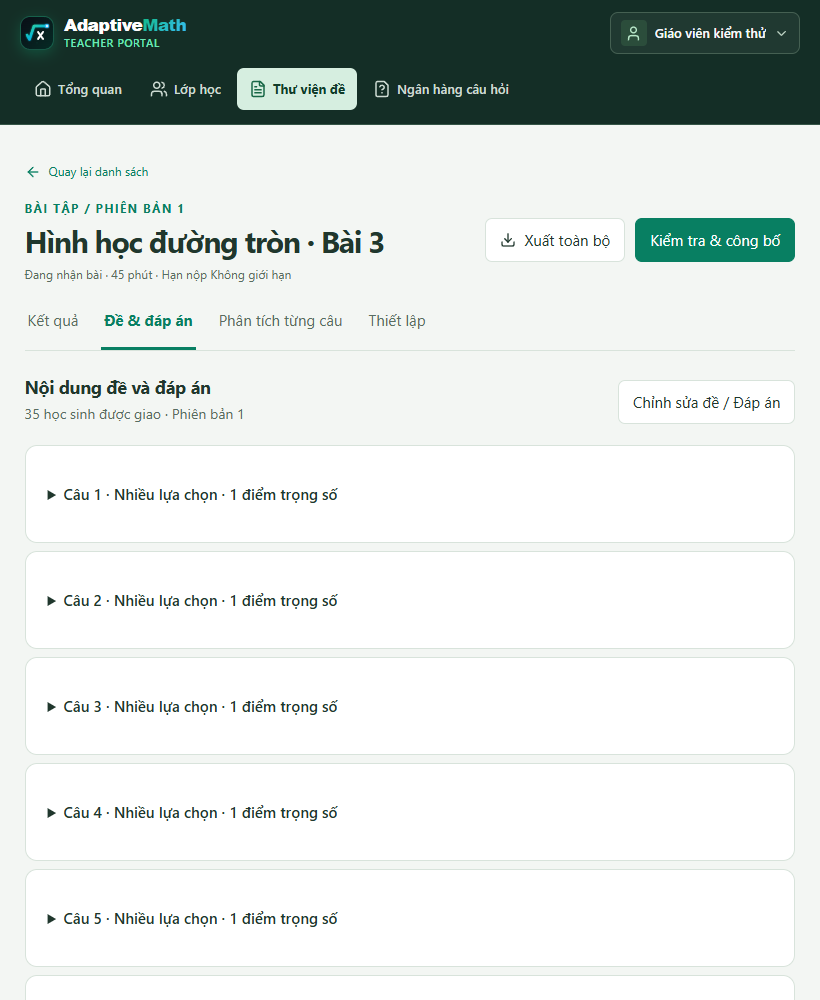 AdaptiveMath
TEACHER PORTAL
Giáo viên kiểm thử
Tổng quan
Lớp học
Thư viện đề
Ngân hàng câu hỏi
Quay lại danh sách
BÀI TẬP / PHIÊN BẢN 1
Hình học đường tròn · Bài 3
Đang nhận bài · 45 phút · Hạn nộp Không giới hạn
Xuất toàn bộ
Kiểm tra & công bố
Kết quả
Đề & đáp án
Phân tích từng câu
Thiết lập
Nội dung đề và đáp án
35 học sinh được giao · Phiên bản 1
Chỉnh sửa đề / Đáp án
Câu 1 · Nhiều lựa chọn · 1 điểm trọng số
Câu 2 · Nhiều lựa chọn · 1 điểm trọng số
Câu 3 · Nhiều lựa chọn · 1 điểm trọng số
Câu 4 · Nhiều lựa chọn · 1 điểm trọng số
Câu 5 · Nhiều lựa chọn · 1 điểm trọng số